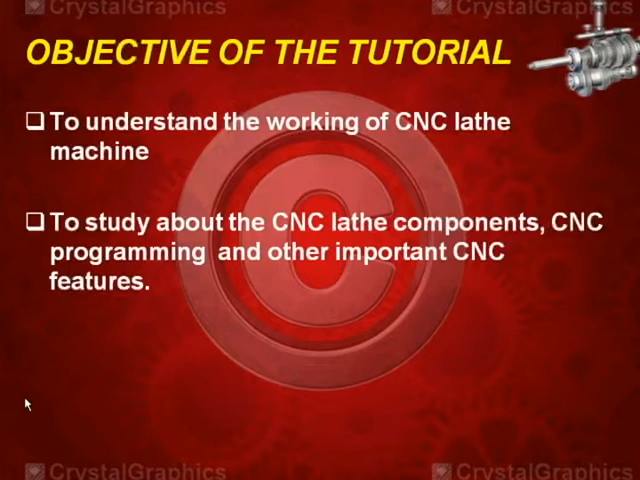 CrystalGraphics CrystalGraphics
OBJECTIVE OF THE TUTORIAL
To understand the working of CNC lathe
machine
To study about the CNC lathe components, CNC
programming and other important CNC
features.
CrystalGraphics CrystalGraphics